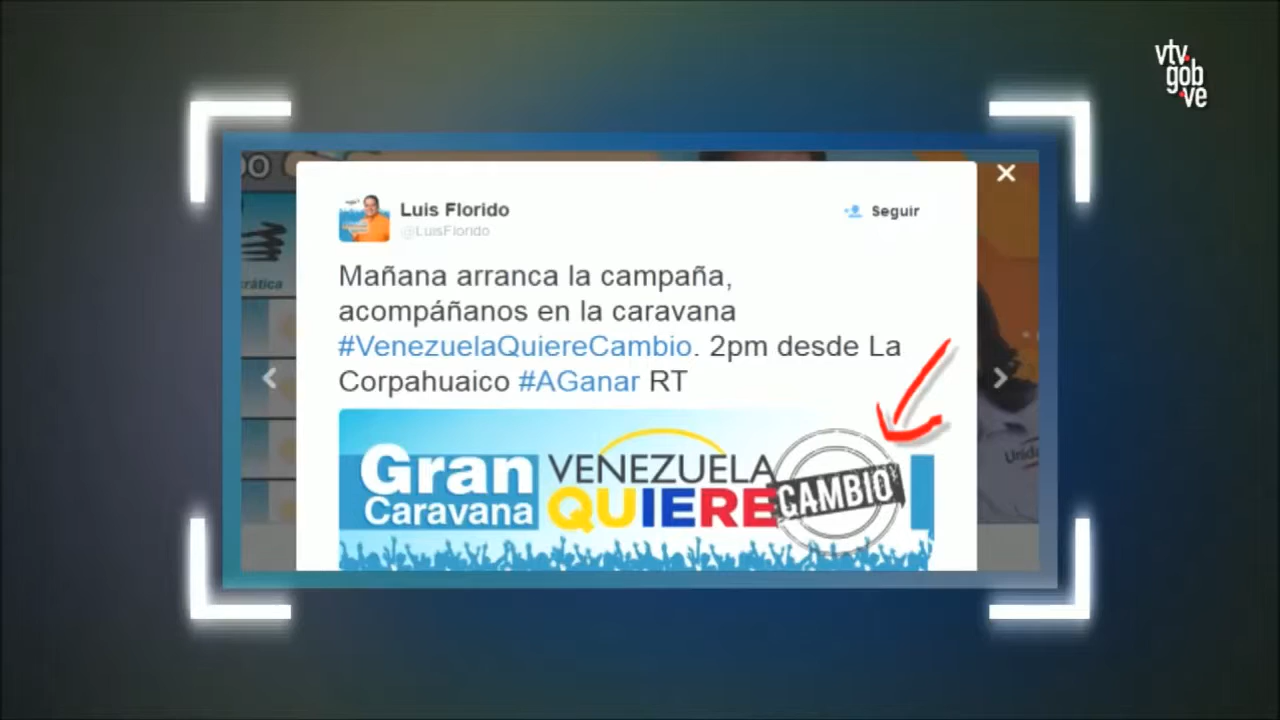 vtv.
gob
.ve
Luis Florido
@LuisFlorido
Seguir
Mañana arranca la campaña,
acompáñanos en la caravana
#VenezuelaQuiereCambio. 2pm desde La
Corpahuaico #AGanar RT
Gran
Caravana
VENEZUELA
QUIERE
CAMBIO